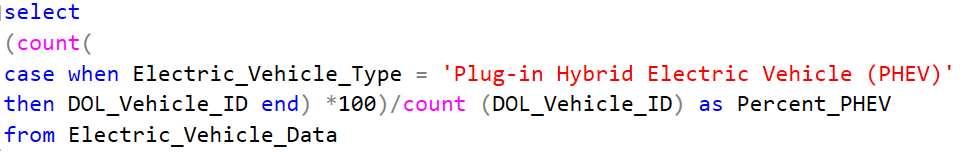 select
(count(
case when Electric_Vehicle_Type = 'Plug-in Hybrid Electric Vehicle (PHEV)'
then DOL_Vehicle_ID end) *100)/count (DOL_Vehicle_ID) as Percent_PHEV
from Electric_Vehicle_Data